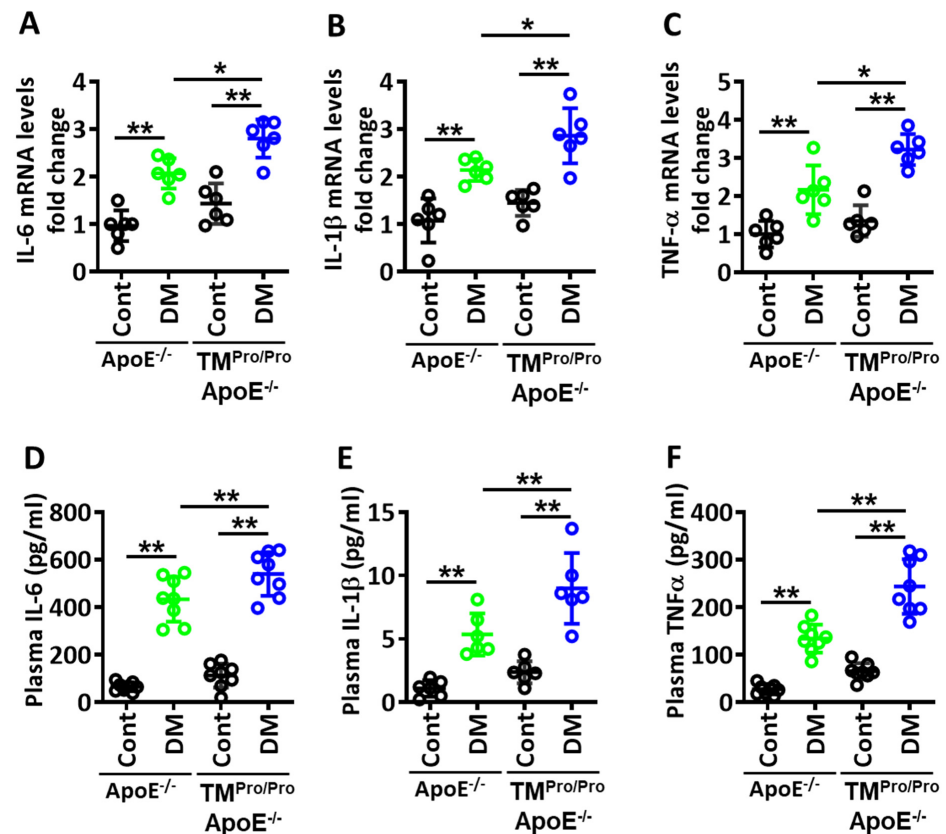 A
IL-6 mRNA levels
fold change
4
3
2
1
0
**
*
**
Cont
DM
Cont
DM
ApoE-/-
TMPro/Pro
ApoE-/-
B
IL-1β mRNA levels
fold change
4
3
2
1
0
**
*
**
Cont
DM
Cont
DM
ApoE-/-
TMPro/Pro
ApoE-/-
C
TNF-α mRNA levels
fold change
5
4
3
2
1
0
**
*
**
Cont
DM
Cont
DM
ApoE-/-
TMPro/Pro
ApoE-/-
D
Plasma IL-6 (pg/ml)
800
600
400
200
0
**
**
**
Cont
DM
Cont
DM
ApoE-/-
TMPro/Pro
ApoE-/-
E
Plasma IL-1β (pg/ml)
15
10
5
0
**
**
**
Cont
DM
Cont
DM
ApoE-/-
TMPro/Pro
ApoE-/-
F
Plasma TNFα (pg/ml)
400
300
200
100
0
**
**
**
Cont
DM
Cont
DM
ApoE-/-
TMPro/Pro
ApoE-/-